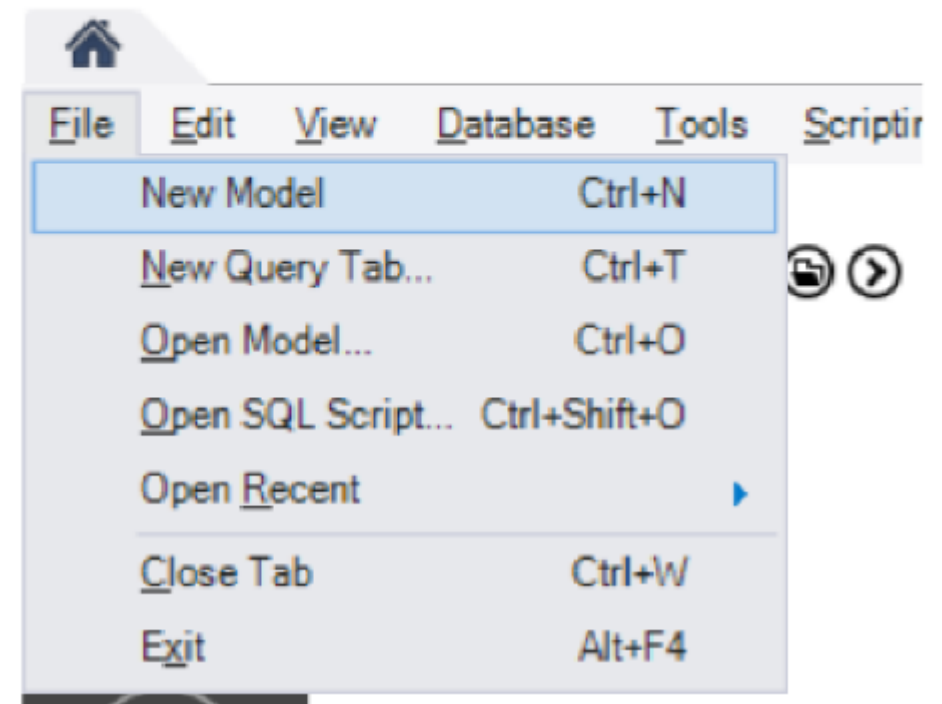 File Edit View Database Tools Scriptin
New Model Ctrl+N
New Query Tab... Ctrl+T
Open Model... Ctrl+O
Open SQL Script... Ctrl+Shift+O
Open Recent
Close Tab Ctrl+W
Exit Alt+F4